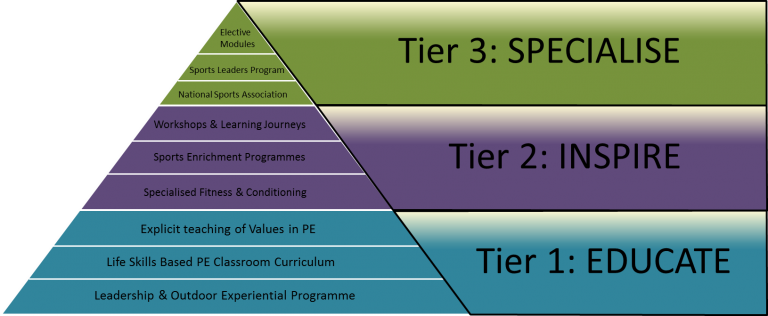 Elective
Modules
Sports Leaders Program
National Sports Association
Tier 3: SPECIALISE
Workshops & Learning Journeys
Sports Enrichment Programmes
Specialised Fitness & Conditioning
Tier 2: INSPIRE
Explicit teaching of Values in PE
Life Skills Based PE Classroom Curriculum
Leadership & Outdoor Experiential Programme
Tier 1: EDUCATE